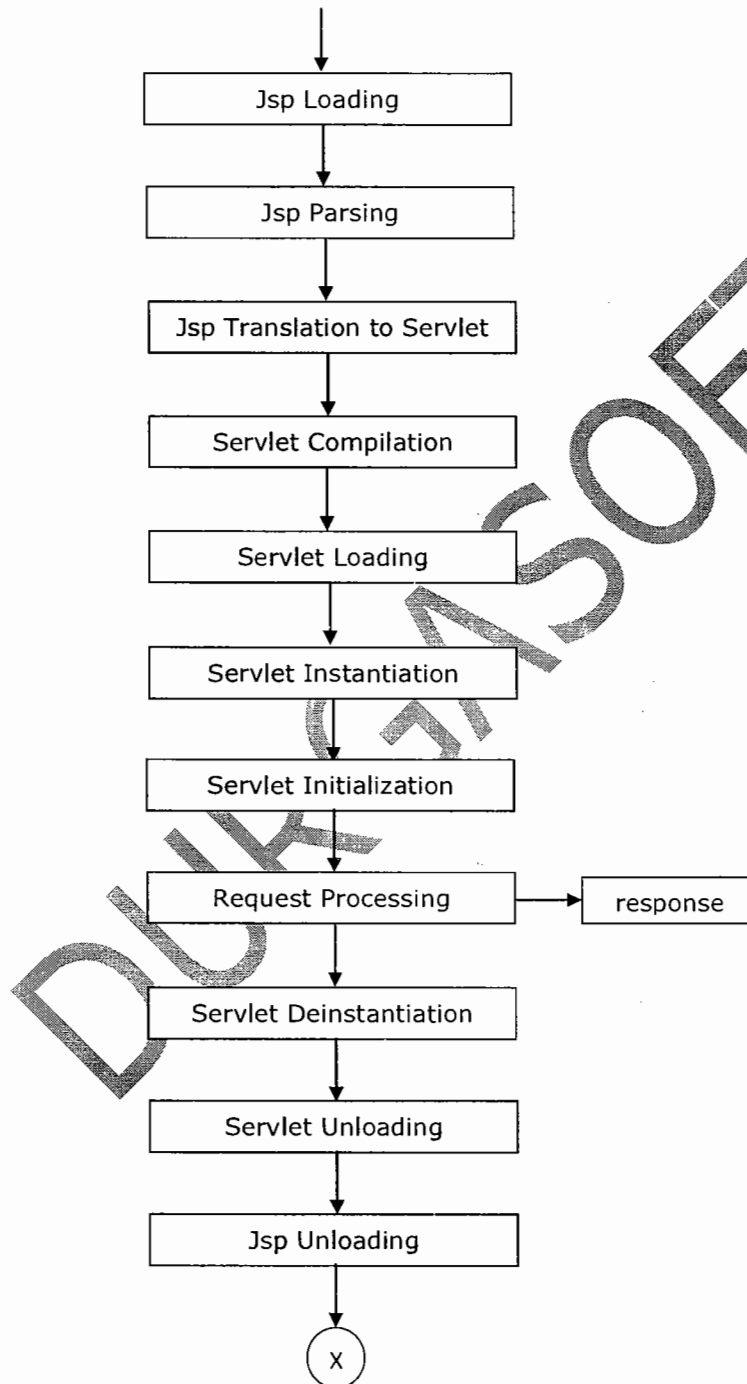 Jsp Loading
Jsp Parsing
Jsp Translation to Servlet
Servlet Compilation
Servlet Loading
Servlet Instantiation
Servlet Initialization
Request Processing
response
Servlet Deinstantiation
Servlet Unloading
Jsp Unloading
X